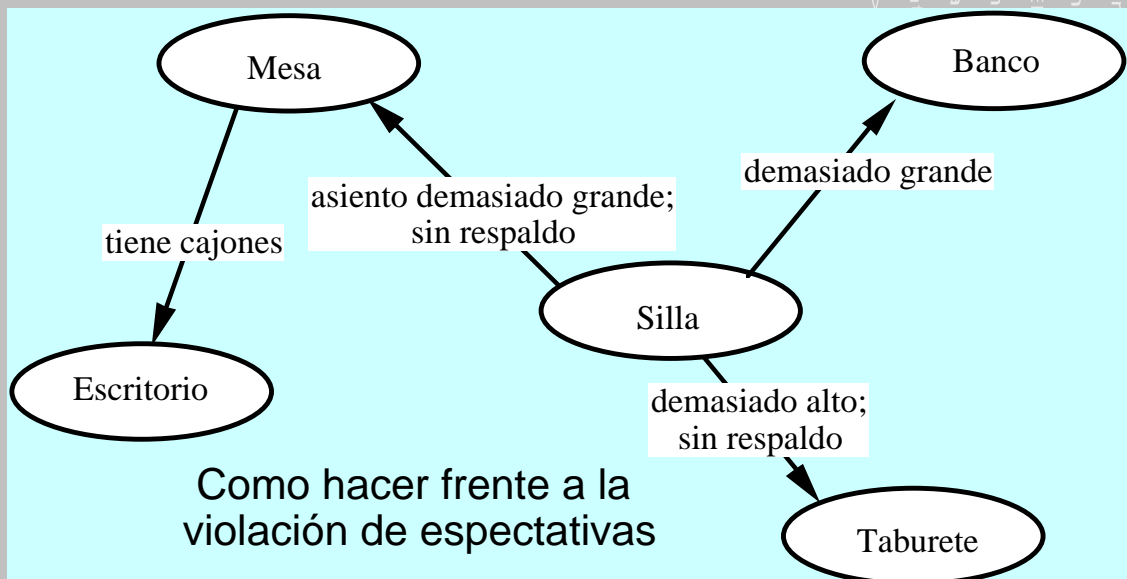 Mesa
Banco
demasiado grande
asiento demasiado grande;
sin respaldo
tiene cajones
Silla
Escritorio
demasiado alto;
sin respaldo
Como hacer frente a la
violación de espectativas
Taburete